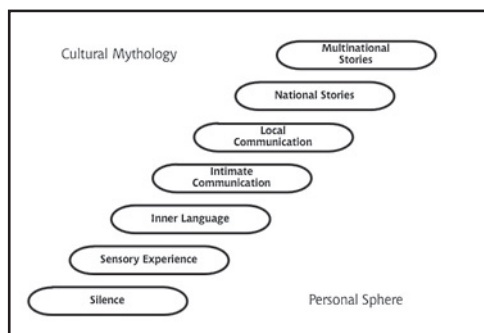 Cultural Mythology
Multinational
Stories
National Stories
Local
Communication
Intimate
Communication
Inner Language
Sensory Experience
Silence
Personal Sphere